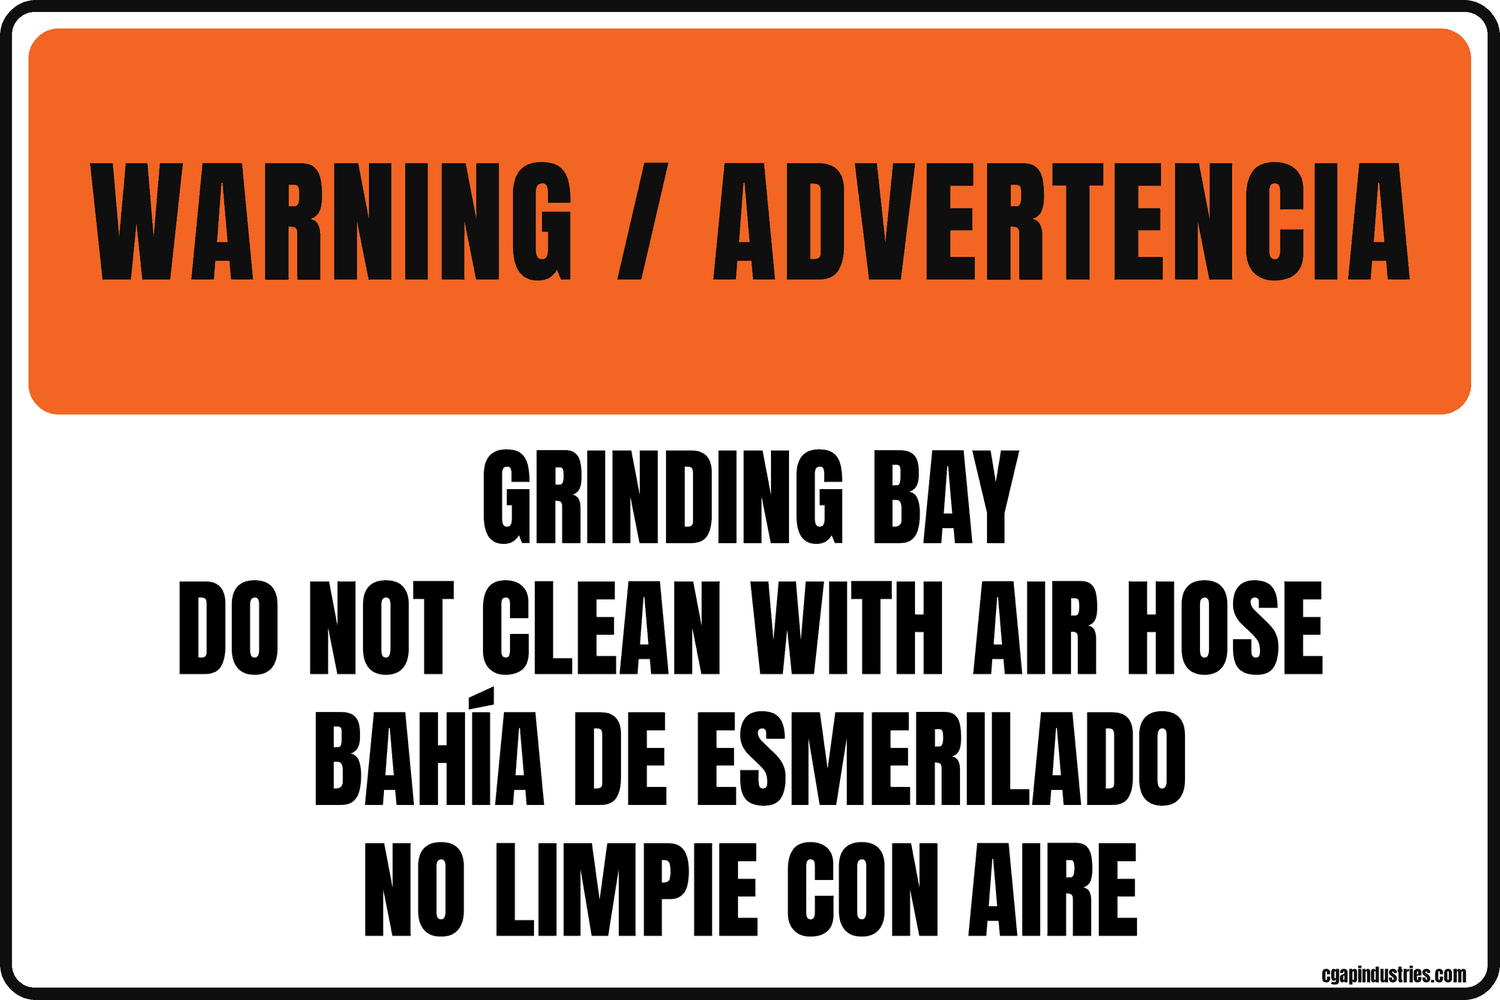 WARNING / ADVERTENCIA
GRINDING BAY
DO NOT CLEAN WITH AIR HOSE
BAHÍA DE ESMERILADO
NO LIMPIE CON AIRE
cgapindustries.com